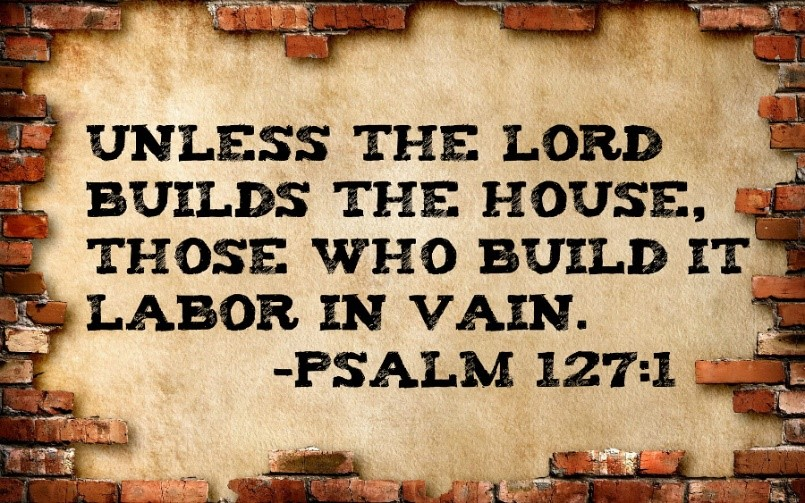 UNLESS THE LORD
BUILDS THE HOUSE,
THOSE WHO BUILD IT
LABOR IN VAIN.
-PSALM 127:1